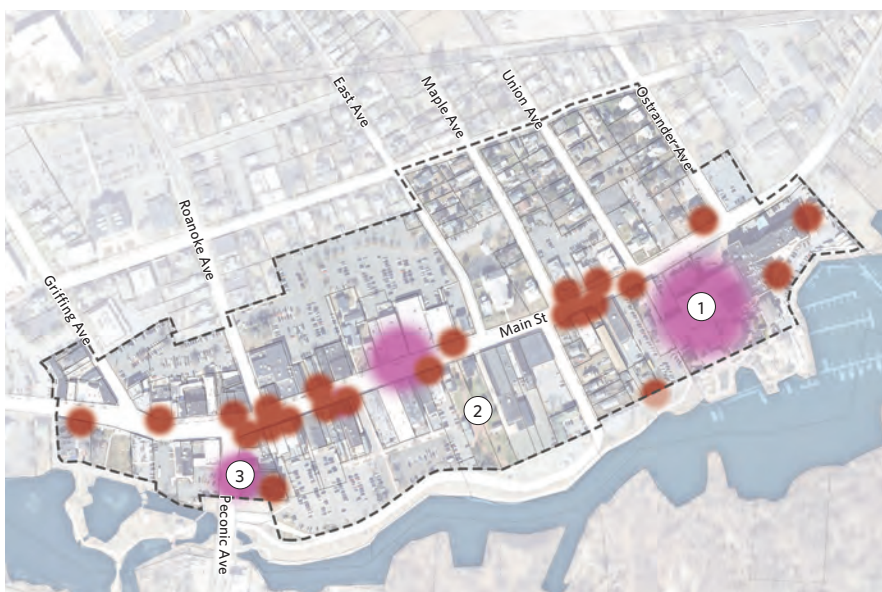 East Ave
Maple Ave
Union Ave
Ostrander Ave
Roanoke Ave
Griffing Ave
Main St
1
2
3
Peconic Ave